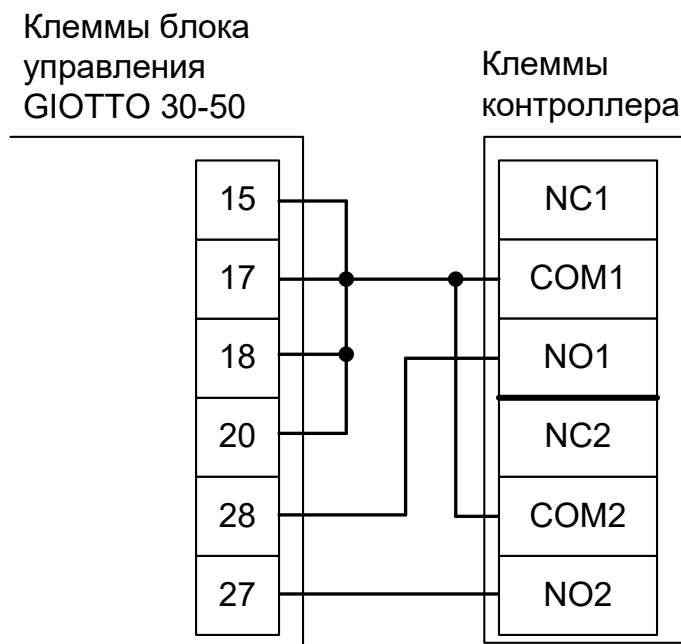 Клеммы блока
управления
GIOTTO 30-50
Клеммы
контроллера
15
17
18
20
28
27
NC1
COM1
NO1
NC2
COM2
NO2